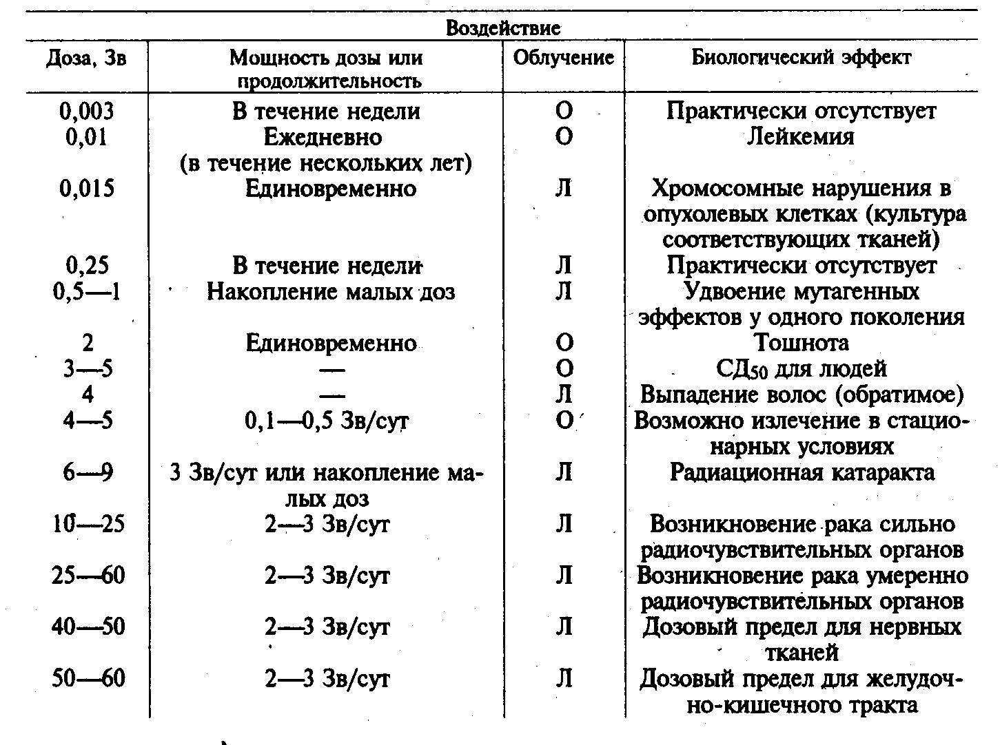 Воздействие
Доза, Зв Мощность дозы или Облучение Биологический эффект
продолжительность
0,003 В течение недели О Практически отсутствует
0,01 Ежедневно О Лейкемия
(в течение нескольких лет)
0,015 Единовременно Л Хромосомные нарушения в
опухолевых клетках (культура
соответствующих тканей)
0,25 В течение недели Л Практически отсутствует
0,5—1 Накопление малых доз Л Удвоение мутагенных
эффектов у одного поколения
2 Единовременно О Тошнота
3—5 — О СД50 для людей
4 — Л Выпадение волос (обратимое)
4—5 0,1—0,5 Зв/сут О Возможно излечение в стацио-
нарных условиях
6—9 3 Зв/сут или накопление ма- Л Радиационная катаракта
лых доз
10—25 2—3 Зв/сут Л Возникновение рака сильно
радиочувствительных органов
25—60 2—3 Зв/сут Л Возникновение рака умеренно
радиочувствительных органов
40—50 2—3 Зв/сут Л Дозовый предел для нервных
тканей
50—60 2—3 Зв/сут Л Дозовый предел для желудоч-
но-кишечного тракта